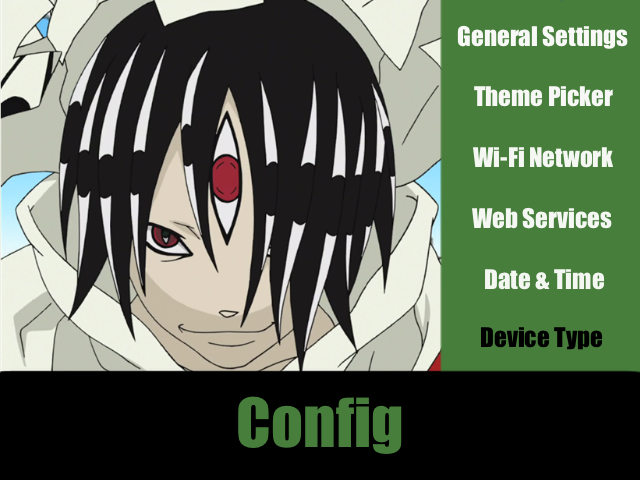 General Settings
Theme Picker
Wi-Fi Network
Web Services
Date & Time
Device Type
Config